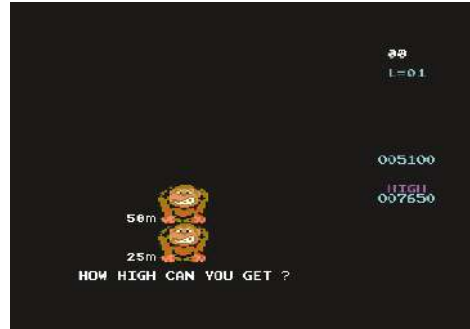 L=01
005100
HIGH
007650
50m
25m
HOW HIGH CAN YOU GET ?